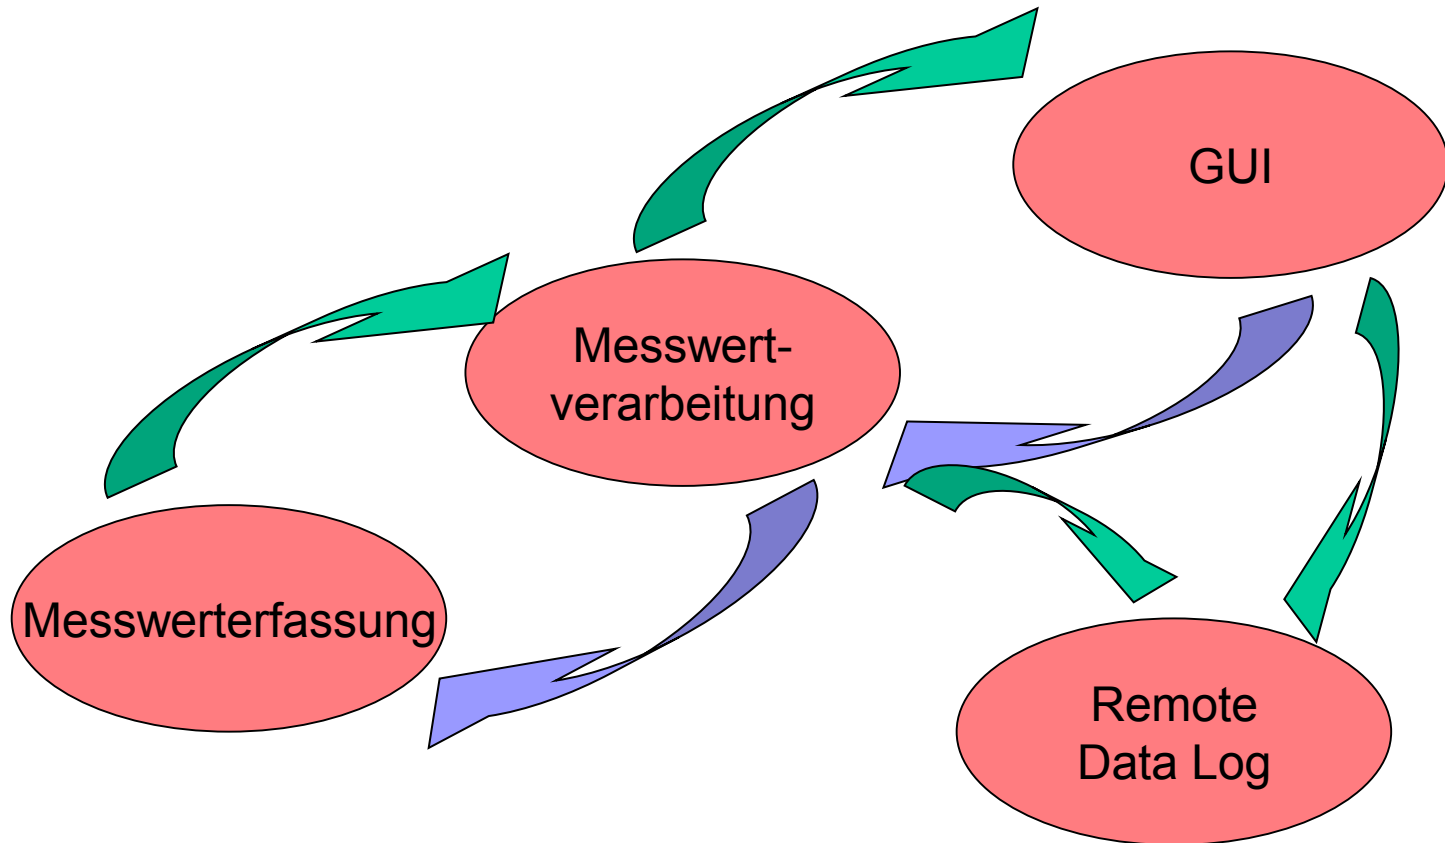 GUI
Messwert-
verarbeitung
Messwerterfassung
Remote
Data Log